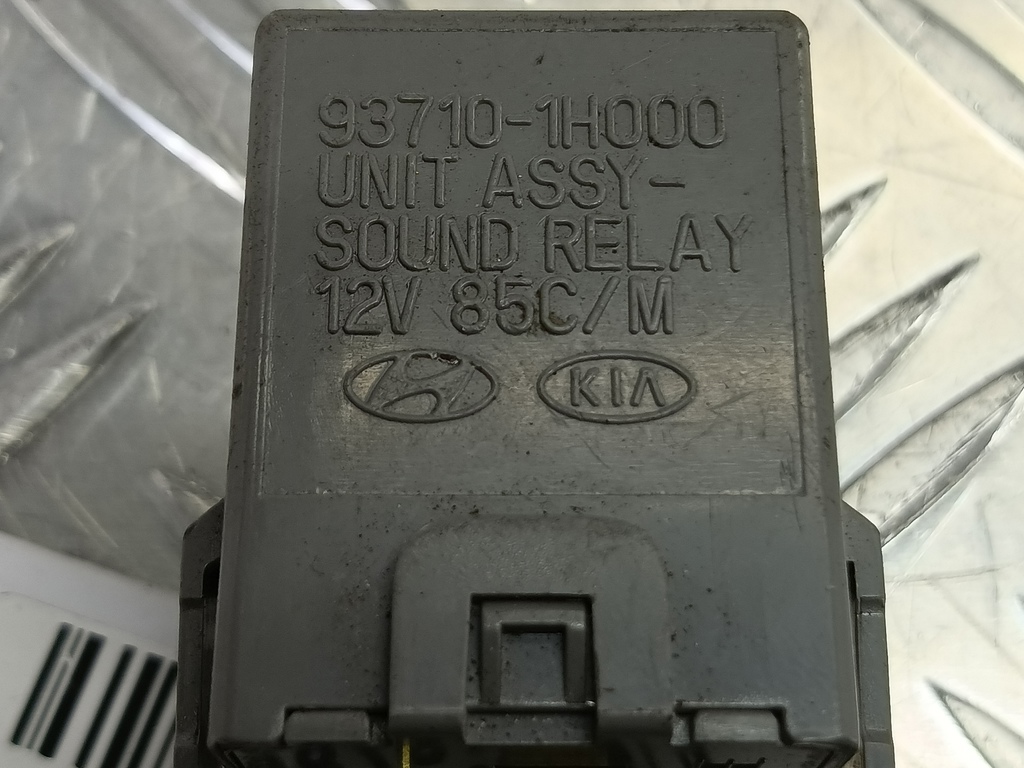 93710-1H000
UNIT ASSY-
SOUND RELAY
12V 85C/M
KIA